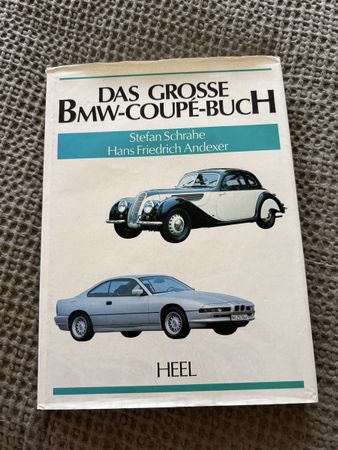 DAS GROSSE
BMW-COUPÉ-BUCH
Stefan Schrahe
Hans Friedrich Andexer
HEEL